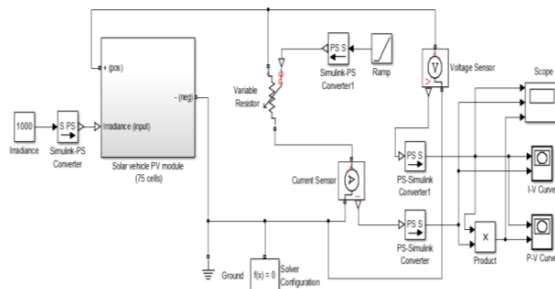 + (pos)
- (neg)
Irradiance (input)
Solar vehicle PV module
(75 cells)
1000
Irradiance
S PS
Simulink-PS
Converter
Variable
Resistor
PS S
Simulink-PS
Converter1
Ramp
V
Voltage Sensor
Scope
Current Sensor
A
PS S
PS-Simulink
Converter1
PS S
PS-Simulink
Converter
I-V Curve
×
Product
P-V Curve
Ground
f(x) = 0
Solver
Configuration